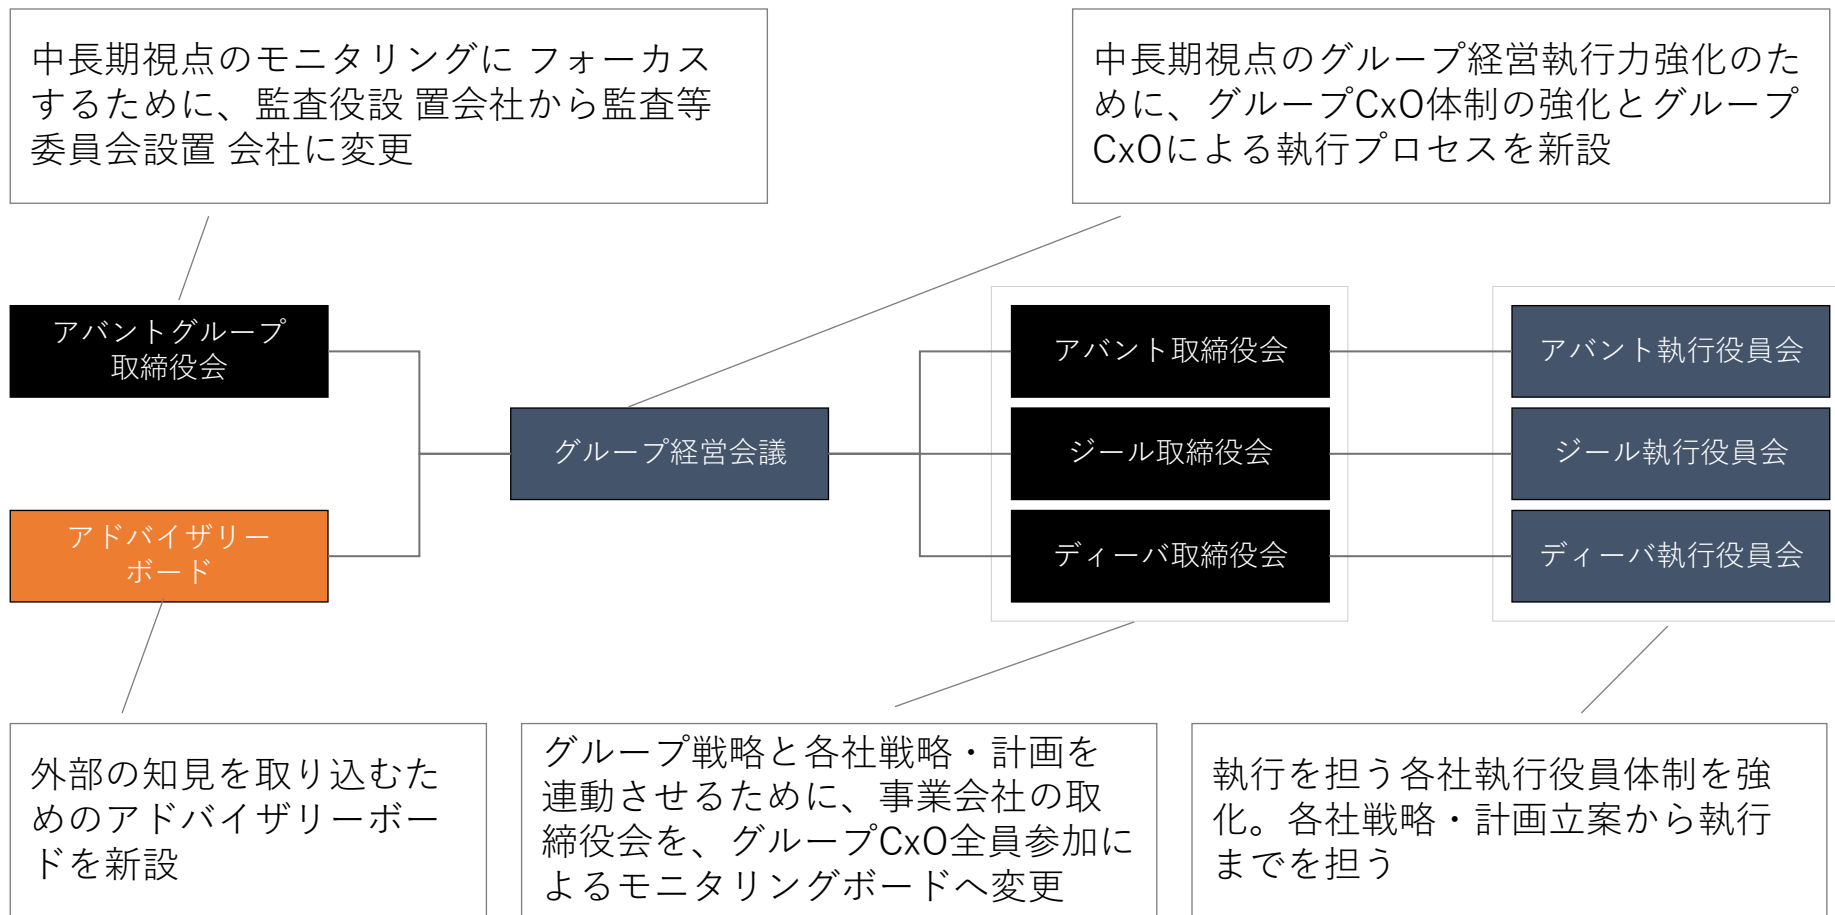 中長期視点のモニタリングに フォーカス
するために、監査役設 置会社から監査等
委員会設置 会社に変更
中長期視点のグループ経営執行力強化のた
めに、グループCxO体制の強化とグループ
CxOによる執行プロセスを新設
アバントグループ
取締役会
アドバイザリー
ボード
グループ経営会議
アバント取締役会
ジール取締役会
ディーバ取締役会
アバント執行役員会
ジール執行役員会
ディーバ執行役員会
外部の知見を取り込むた
めのアドバイザリーボー
ドを新設
グループ戦略と各社戦略・計画を
連動させるために、事業会社の取
締役会を、グループCxO全員参加に
よるモニタリングボードへ変更
執行を担う各社執行役員体制を強
化。各社戦略・計画立案から執行
までを担う